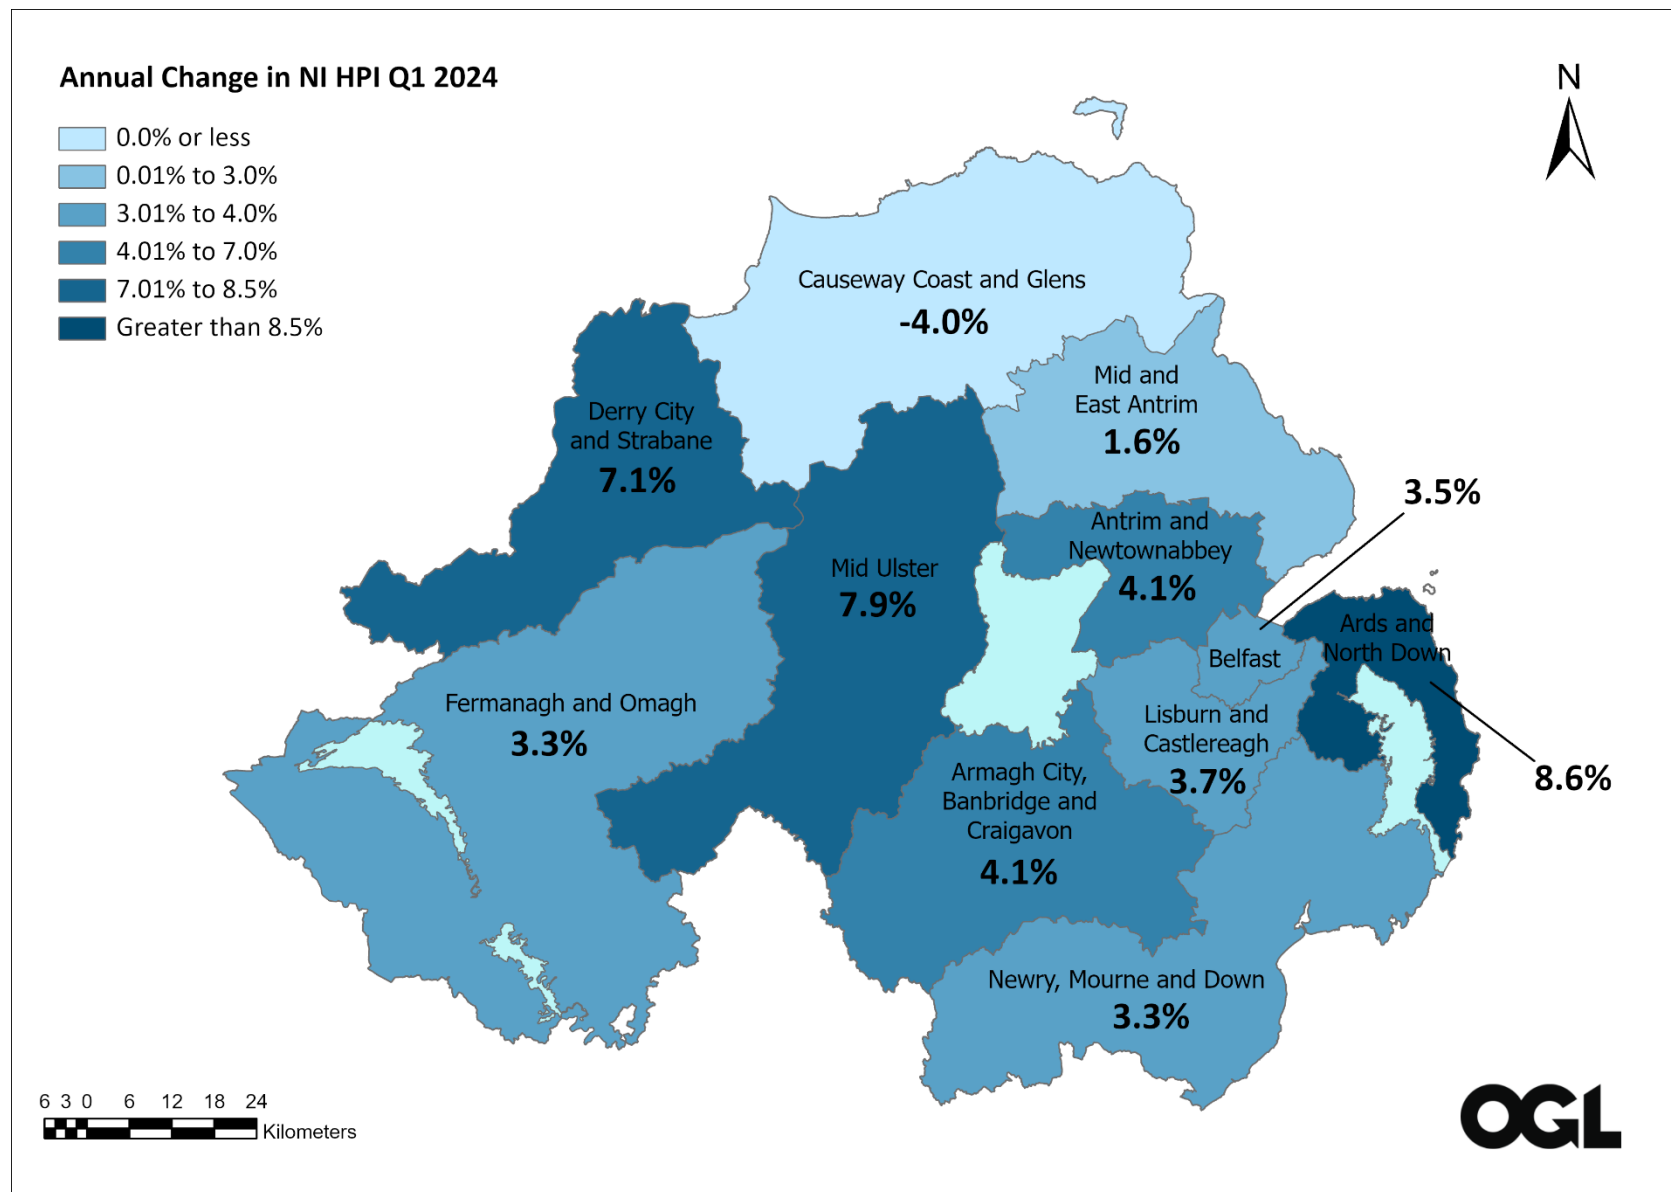 Annual Change in NI HPI Q1 2024
0.0% or less
0.01% to 3.0%
3.01% to 4.0%
4.01% to 7.0%
7.01% to 8.5%
Greater than 8.5%
N
Causeway Coast and Glens
-4.0%
Mid and
East Antrim
1.6%
Derry City
and Strabane
7.1%
3.5%
Antrim and
Newtownabbey
4.1%
Mid Ulster
7.9%
Ards and
North Down
8.6%
Belfast
Fermanagh and Omagh
3.3%
Lisburn and
Castlereagh
3.7%
Armagh City,
Banbridge and
Craigavon
4.1%
Newry, Mourne and Down
3.3%
6 3 0 6 12 18 24
Kilometers
OGL